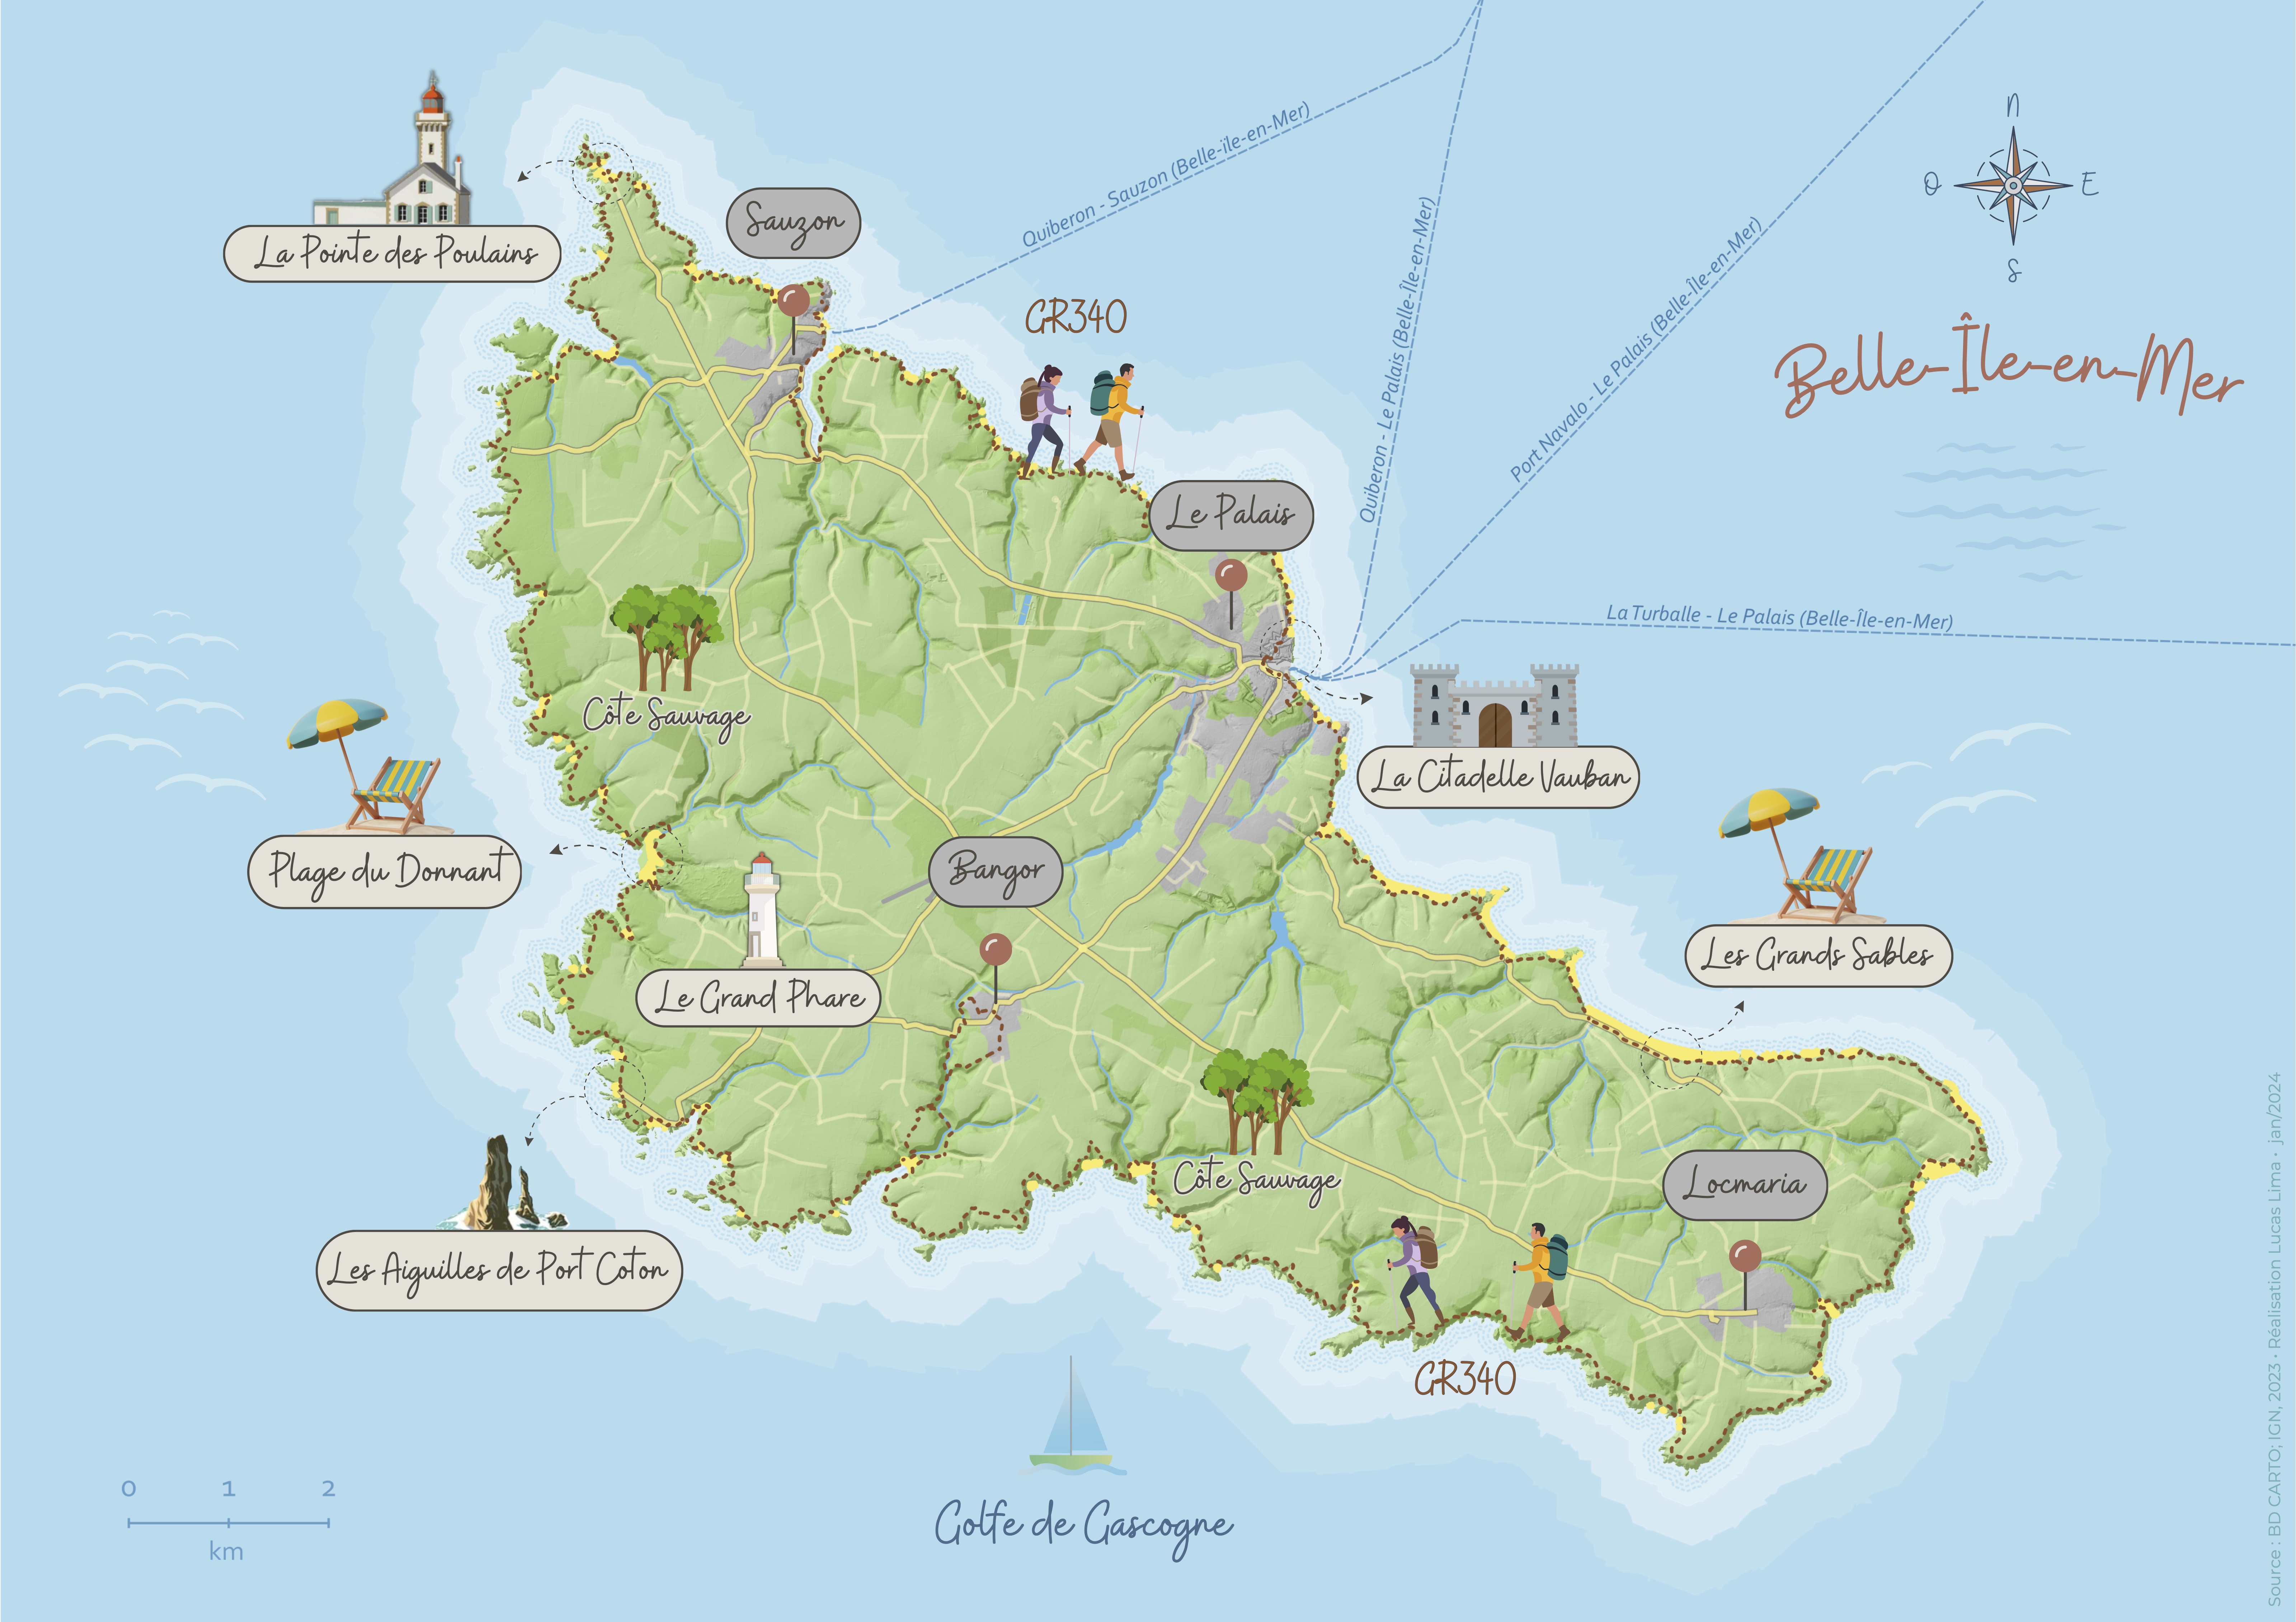 N
O
E
S
Belle-Île-en-Mer
Quiberon - Sauzon (Belle-île-en-Mer)
Quiberon - Le Palais (Belle-Île-en-Mer)
Port Navalo - Le Palais (Belle-Île-en-Mer)
La Turballe - Le Palais (Belle-Île-en-Mer)
La Pointe des Poulains
Sauzon
GR340
Le Palais
Côte Sauvage
La Citadelle Vauban
Plage du Donnant
Bangor
Les Grands Sables
Le Grand Phare
Côte Sauvage
Locmaria
Les Aiguilles de Port Coton
GR340
Golfe de Gascogne
0 1 2
km
Source : BD CARTO; IGN, 2023 • Réalisation Lucas Lima • jan/2024